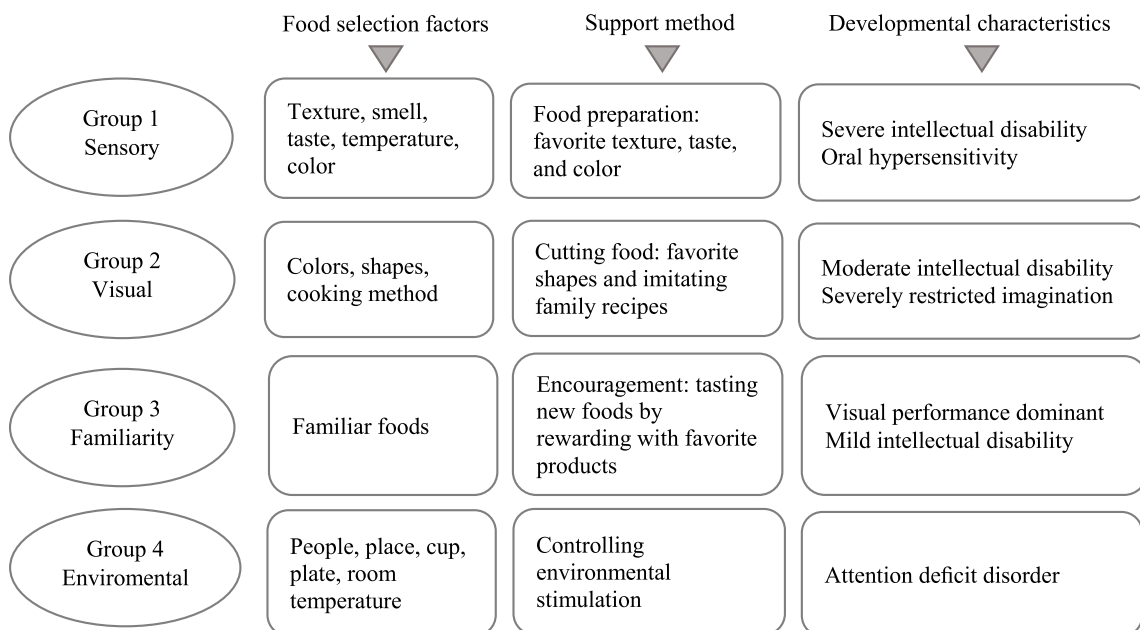 Food selection factors
Support method
Developmental characteristics
Group 1
Sensory
Texture, smell,
taste, temperature,
color
Food preparation:
favorite texture, taste,
and color
Severe intellectual disability
Oral hypersensitivity
Group 2
Visual
Colors, shapes,
cooking method
Cutting food: favorite
shapes and imitating
family recipes
Moderate intellectual disability
Severely restricted imagination
Group 3
Familiarity
Familiar foods
Encouragement: tasting
new foods by
rewarding with favorite
products
Visual performance dominant
Mild intellectual disability
Group 4
Enviromental
People, place, cup,
plate, room
temperature
Controlling
environmental
stimulation
Attention deficit disorder